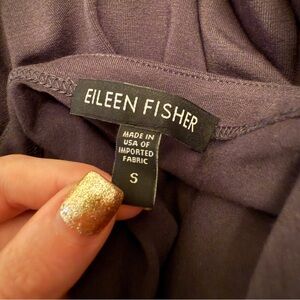 EILEEN FISHER
MADE IN
USA OF
IMPORTED
FABRIC
S